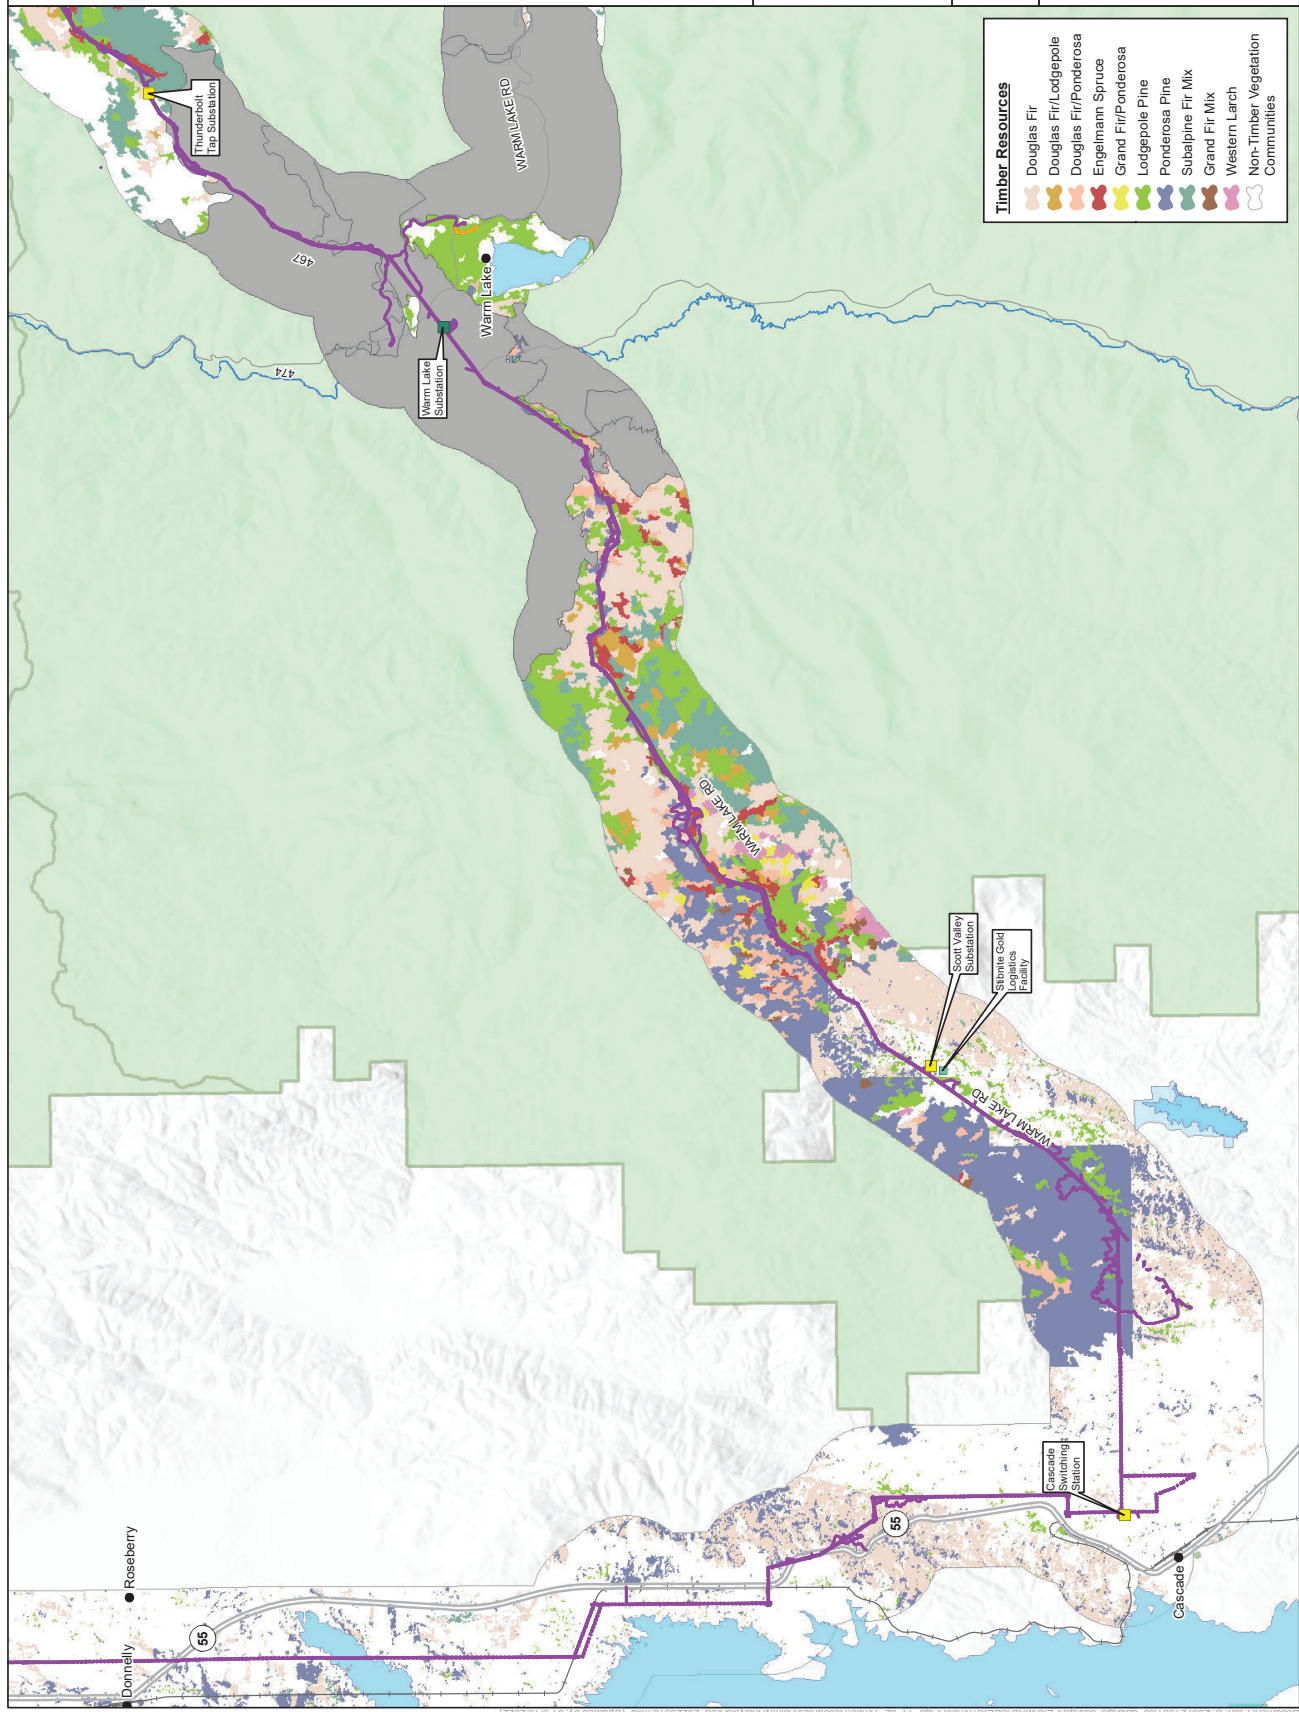 Timber Resources
Douglas Fir
Douglas Fir/Lodgepole
Douglas Fir/Ponderosa
Engelmann Spruce
Grand Fir/Ponderosa
Lodgepole Pine
Ponderosa Pine
Subalpine Fir Mix
Grand Fir Mix
Western Larch
Non-Timber Vegetation
Communities
Thunderbolt
Tap Substation
WARM LAKE RD
467
Warm Lake
Warm Lake
Substation
474
WARM LAKE RD
Scott Valley
Substation
Stibnite Gold
Logistics
Facility
WARM LAKE RD
Cascade
Switching
Station
55
Cascade
Roseberry
55
Donnelly